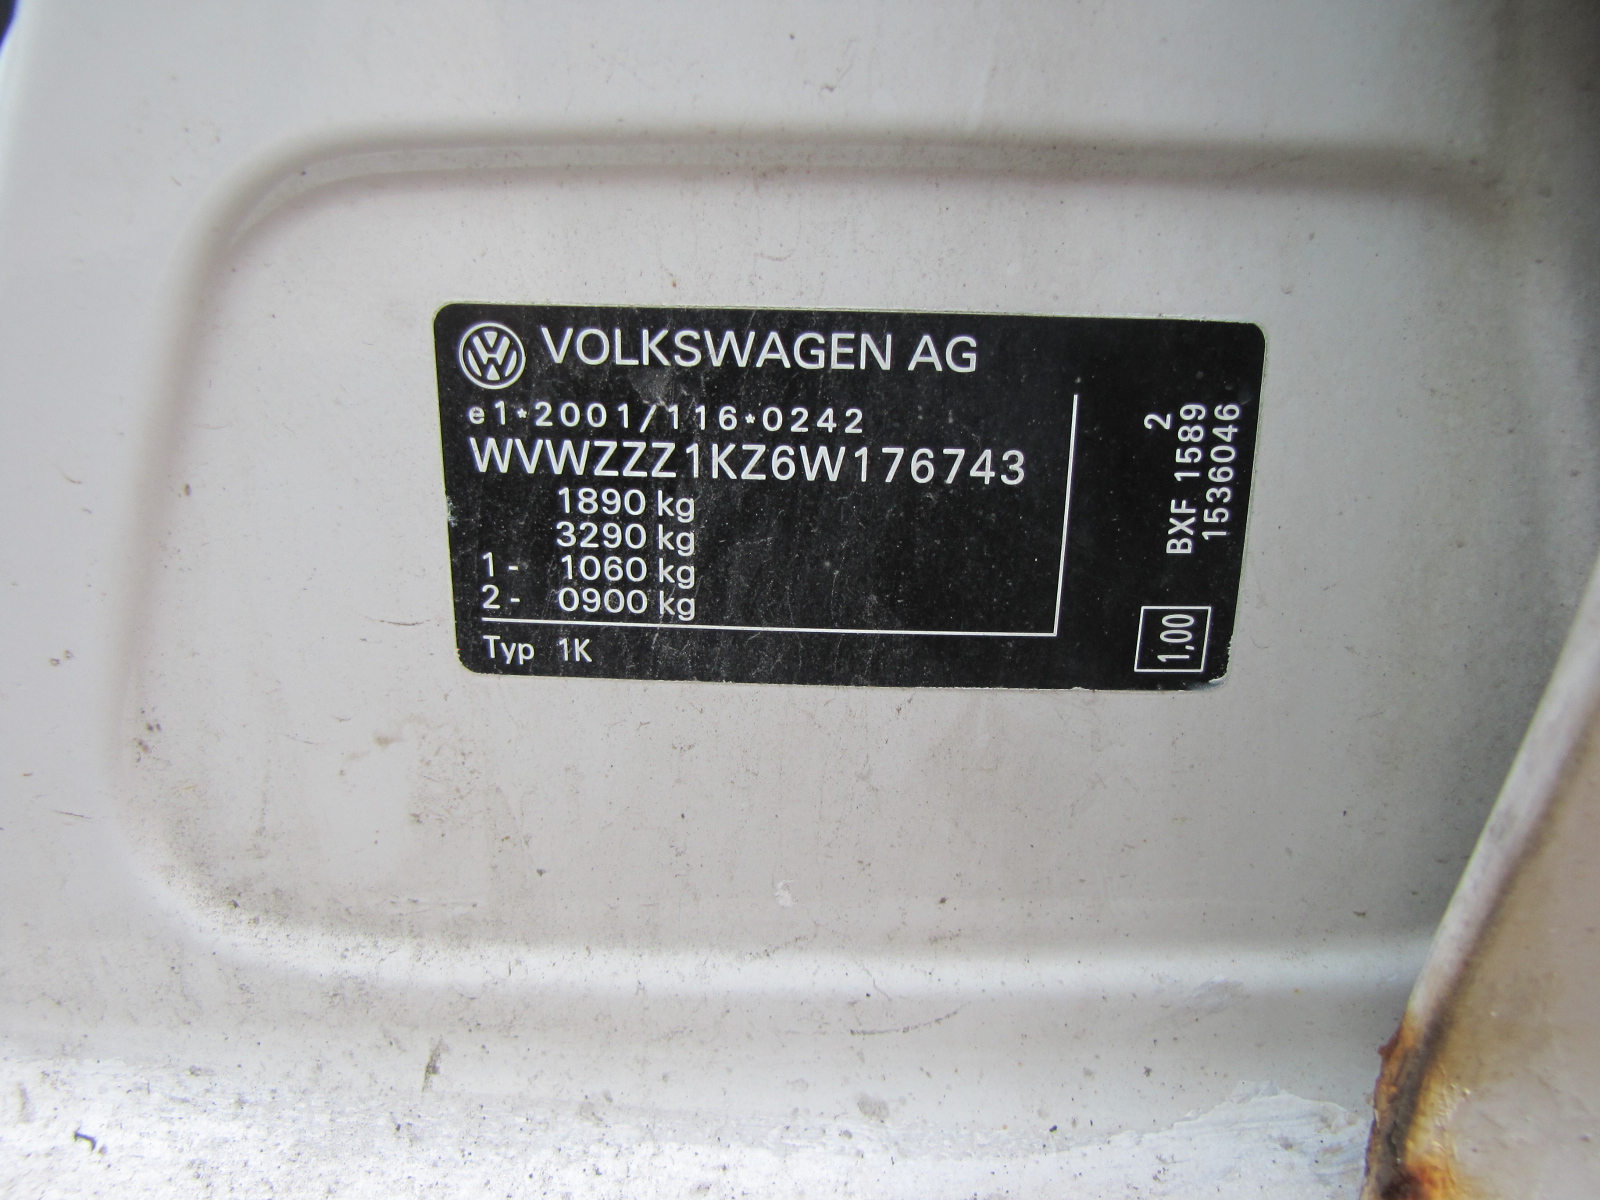 VOLKSWAGEN AG
e1*2001/116*0242
WVWZZZ1KZ6W176743
1890 kg
3290 kg
1- 1060 kg
2- 0900 kg
Typ 1K
2
BXF 1589
1536046
1,00